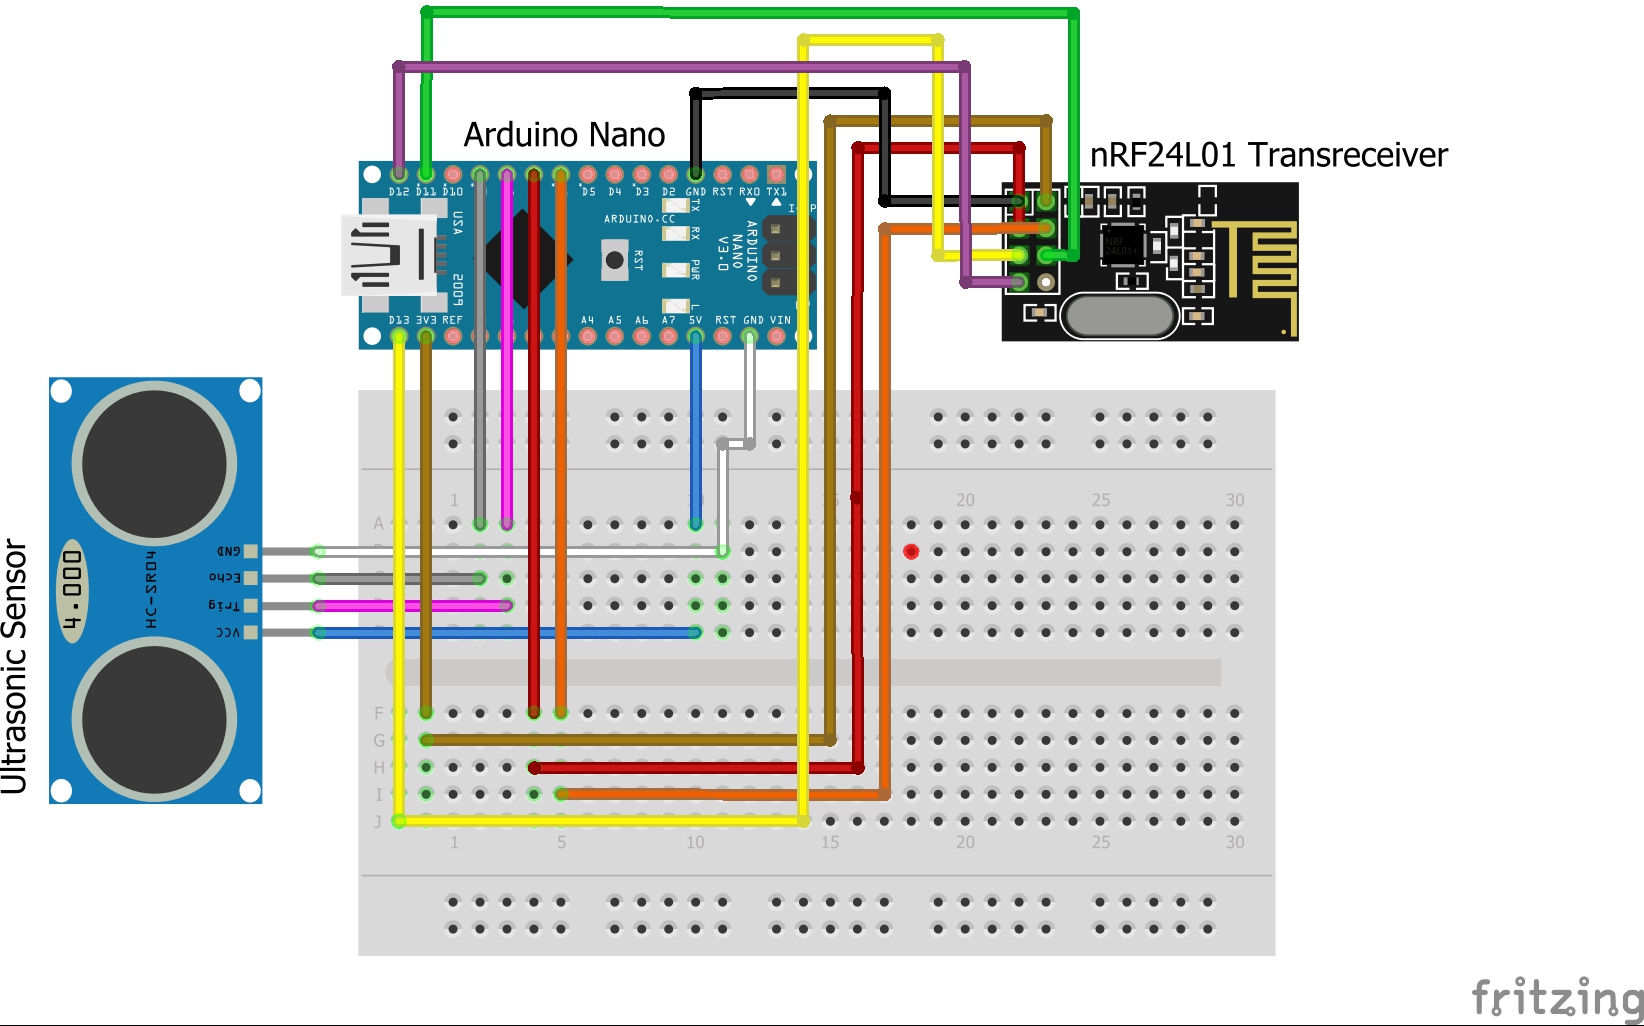 Arduino Nano
nRF24L01 Transreceiver
D12 D11 D10 D5 D4 D3 D2 GND RST RX0 TX1
USA
2009
ARDUINO.CC
RST
TX
RX
PWR
L
ARDUINO
NANO
V3.0
D13 3V3 REF A4 A5 A6 A7 5V RST GND VIN
NRF
24L01+
Ultrasonic Sensor
4.000
HC-SR04
GND
Echo
Trig
VCC
1 10 15 20 25 30
A
F
G
H
I
J
1 5 10 15 20 25 30
fritzing